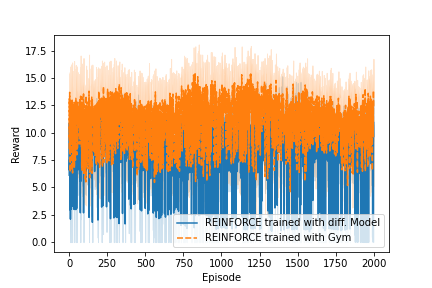 17.5
15.0
12.5
10.0
7.5
5.0
2.5
0.0
Reward
REINFORCE trained with diff. Model
REINFORCE trained with Gym
0 250 500 750 1000 1250 1500 1750 2000
Episode